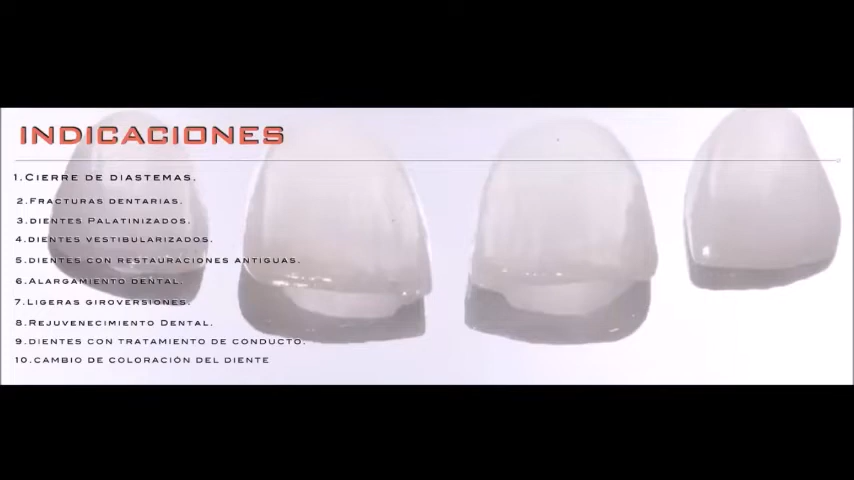 INDICACIONES
1.Cierre de diastemas.
2.Fracturas dentarias.
3.dientes Palatinizados.
4.dientes vestibularizados.
5.dientes con restauraciones antiguas.
6.Alargamiento dental.
7.Ligeras giroversiones.
8.Rejuvenecimiento Dental.
9.dientes con tratamiento de conducto.
10.cambio de coloración del diente